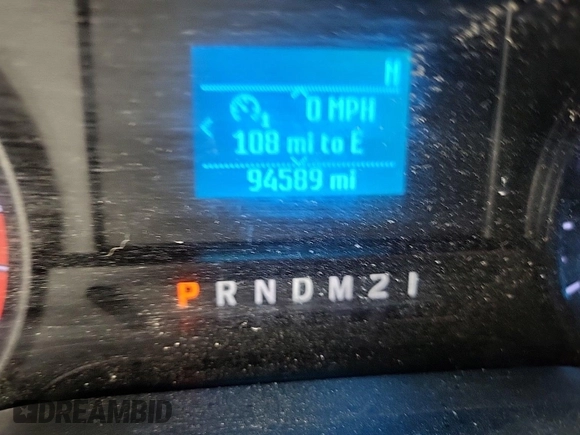 N
0 MPH
108 mi to E
94589 mi
P R N D M 2 1
DREAMBID